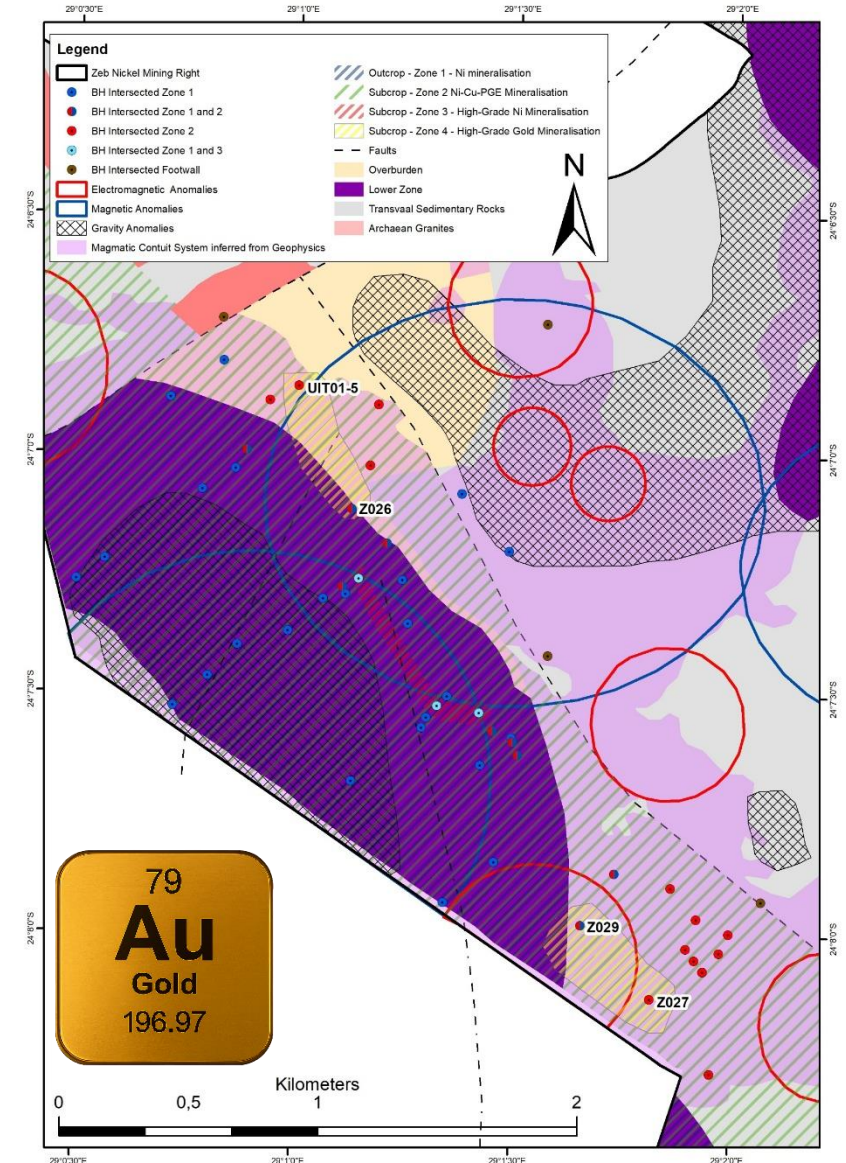 29°0'30"E 29°1'0"E 29°1'30"E 29°2'0"E
Legend
Zeb Nickel Mining Right
BH Intersected Zone 1
BH Intersected Zone 1 and 2
BH Intersected Zone 2
BH Intersected Zone 1 and 3
BH Intersected Footwall
Electromagnetic Anomalies
Magnetic Anomalies
Gravity Anomalies
Magmatic Contuit System inferred from Geophysics
Outcrop - Zone 1 - Ni mineralisation
Subcrop - Zone 2 Ni-Cu-PGE Mineralisation
Subcrop - Zone 3 - High-Grade Ni Mineralisation
Subcrop - Zone 4 - High-Grade Gold Mineralisation
Faults
Overburden
Lower Zone
Transvaal Sedimentary Rocks
Archaean Granites
N
24°6'30"S
24°6'30"S
UIT01-5
24°7'0"S
24°7'0"S
Z026
24°7'30"S
24°7'30"S
79
Au
Gold
196.97
24°8'0"S
Z029
24°8'0"S
Z027
Kilometers
0 0,5 1 2
29°0'30"E 29°1'0"E 29°1'30"E 29°2'0"E